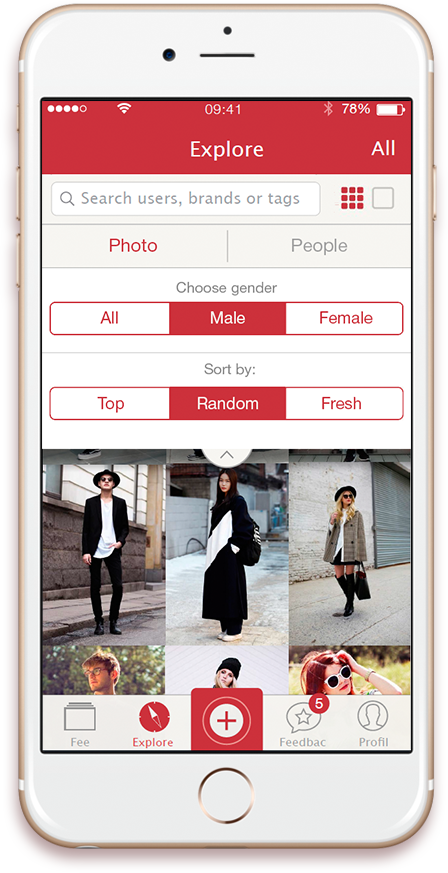 09:41
78%
Explore
All
Search users, brands or tags
Photo
People
Choose gender
All
Male
Female
Sort by:
Top
Random
Fresh
5
Fee
Explore
Feedbac
Profil